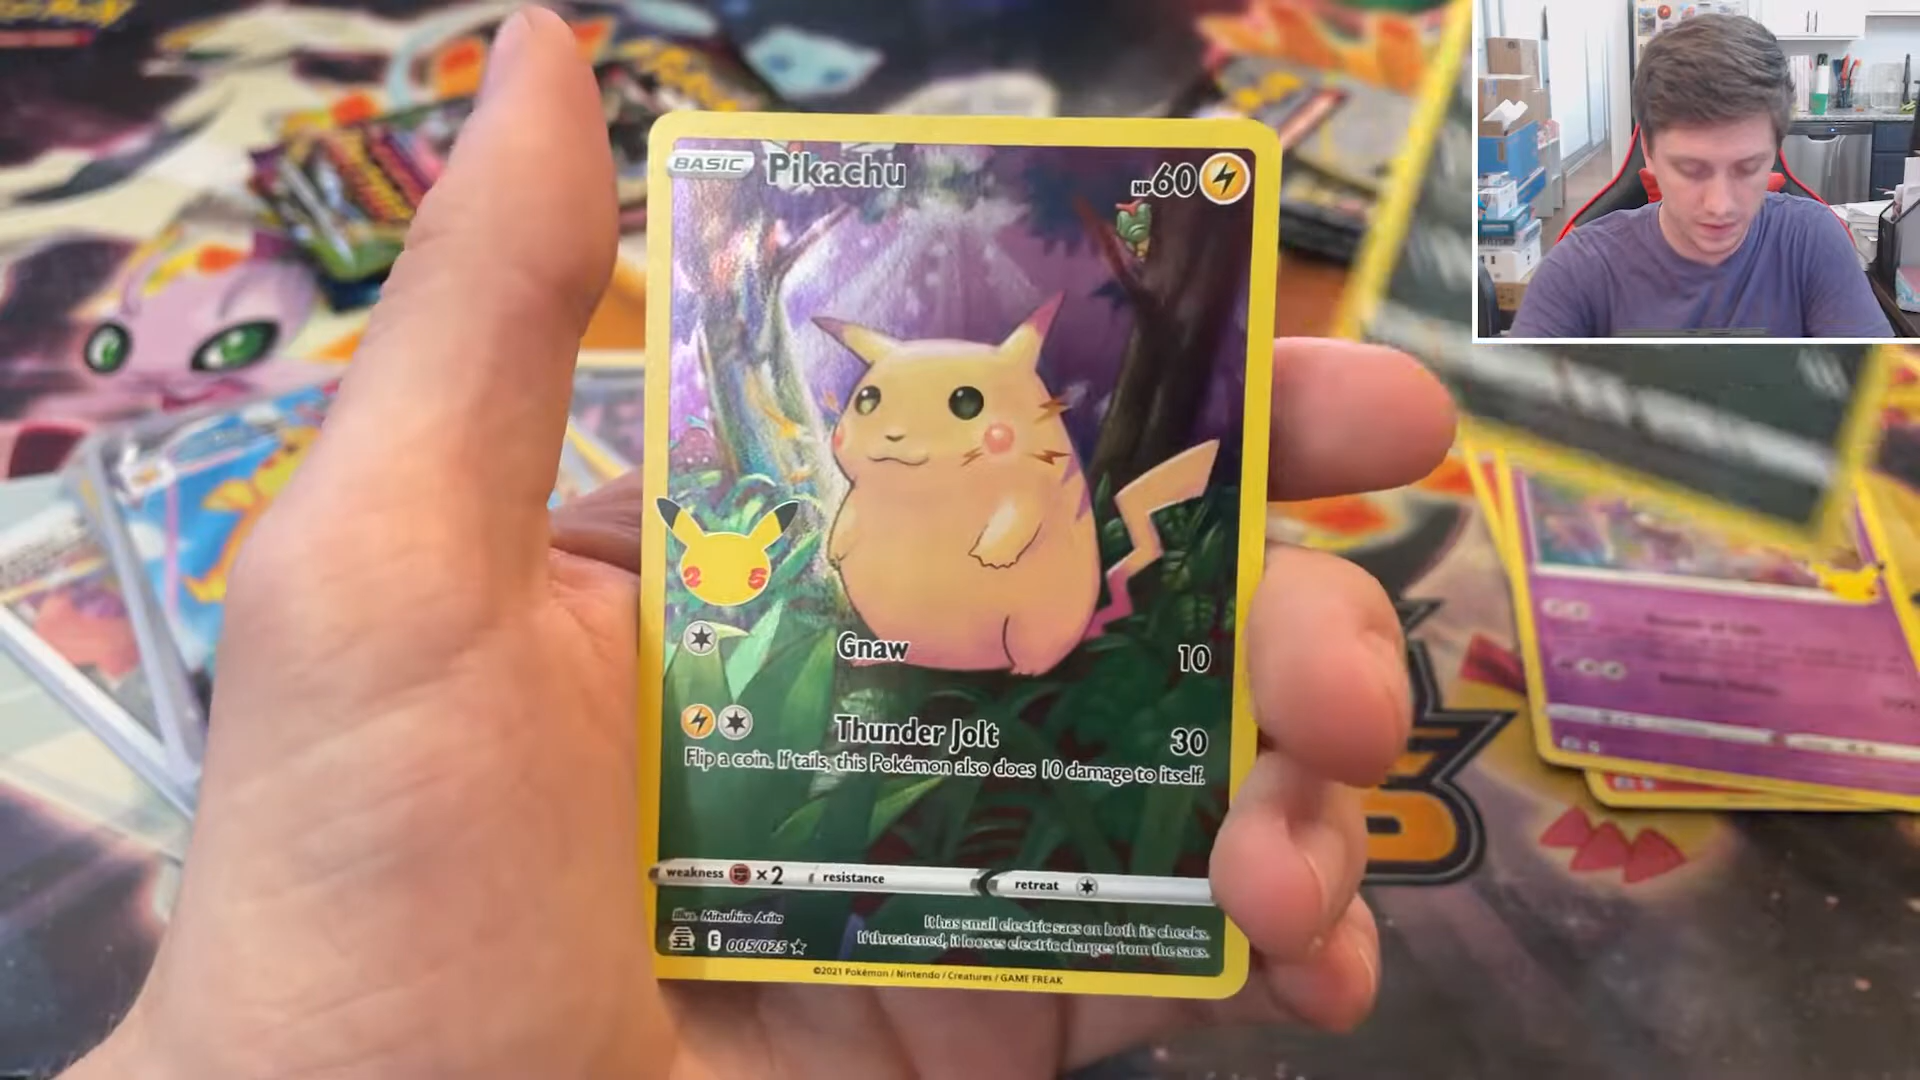 BASIC Pikachu HP60
2 5
Gnaw 10
Thunder Jolt 30
Flip a coin. If tails, this Pokémon also does 10 damage to itself.
weakness ×2 resistance retreat
Illus. Mitsuhiro Arita
E 005/025
It has small electric sacs on both its cheeks.
If threatened, it looses electric charges from the sacs.
©2021 Pokémon / Nintendo / Creatures / GAME FREAK